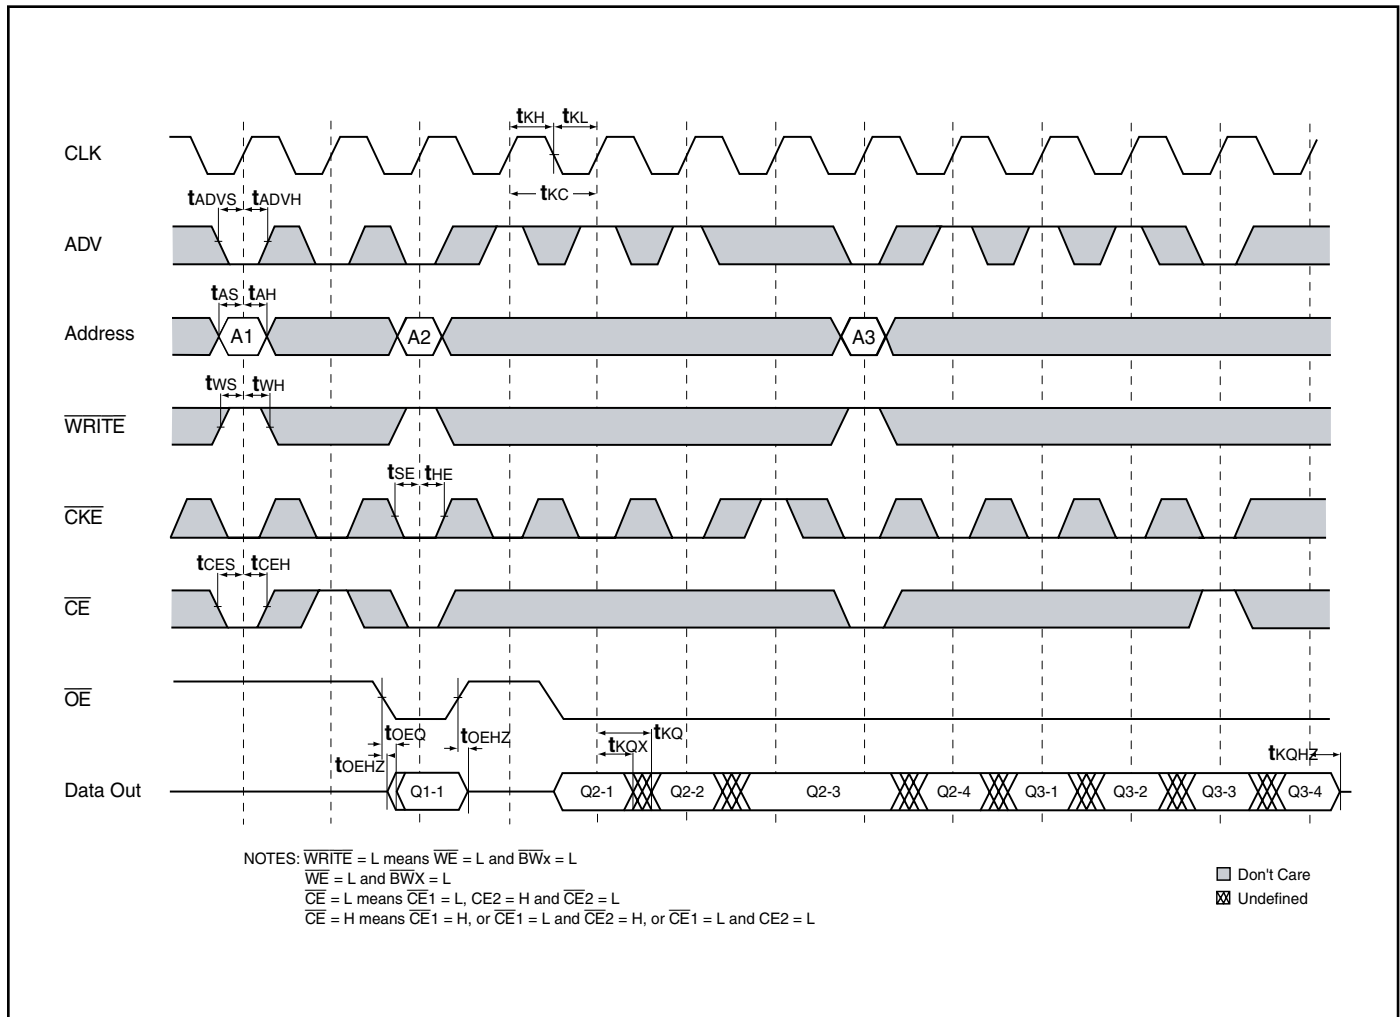 tKH tKL
CLK
tKC
tADVS tADVH
ADV
tAS tAH
Address A1 A2 A3
tWS tWH
WRITE
tSE tHE
CKE
tCES tCEH
CE
OE
tOEQ tOEHZ tKQ
tKQX
tOEHZ tKQHZ
Data Out Q1-1 Q2-1 Q2-2 Q2-3 Q2-4 Q3-1 Q3-2 Q3-3 Q3-4
NOTES: WRITE = L means WE = L and BWx = L
WE = L and BWX = L
CE = L means CE1 = L, CE2 = H and CE2 = L
CE = H means CE1 = H, or CE1 = L and CE2 = H, or CE1 = L and CE2 = L
Don't Care
Undefined